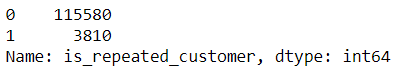 0    115580
1      3810
Name: is_repeated_customer, dtype: int64